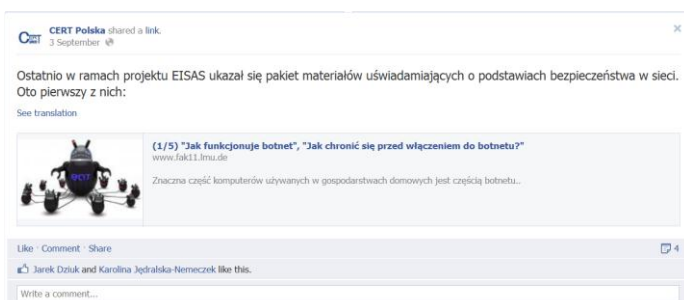 CERT Polska shared a link.
3 September
Ostatnio w ramach projektu EISAS ukazał się pakiet materiałów uświadamiających o podstawiach bezpieczeństwa w sieci.
Oto pierwszy z nich:
See translation
(1/5) "Jak funkcjonuje botnet", "Jak chronić się przed włączeniem do botnetu?"
www.fak11.lmu.de
Znaczna część komputerów używanych w gospodarstwach domowych jest częścią botnetu..
Like · Comment · Share
4
Jarek Dziuk and Karolina Jędralska-Nemeczek like this.
Write a comment...